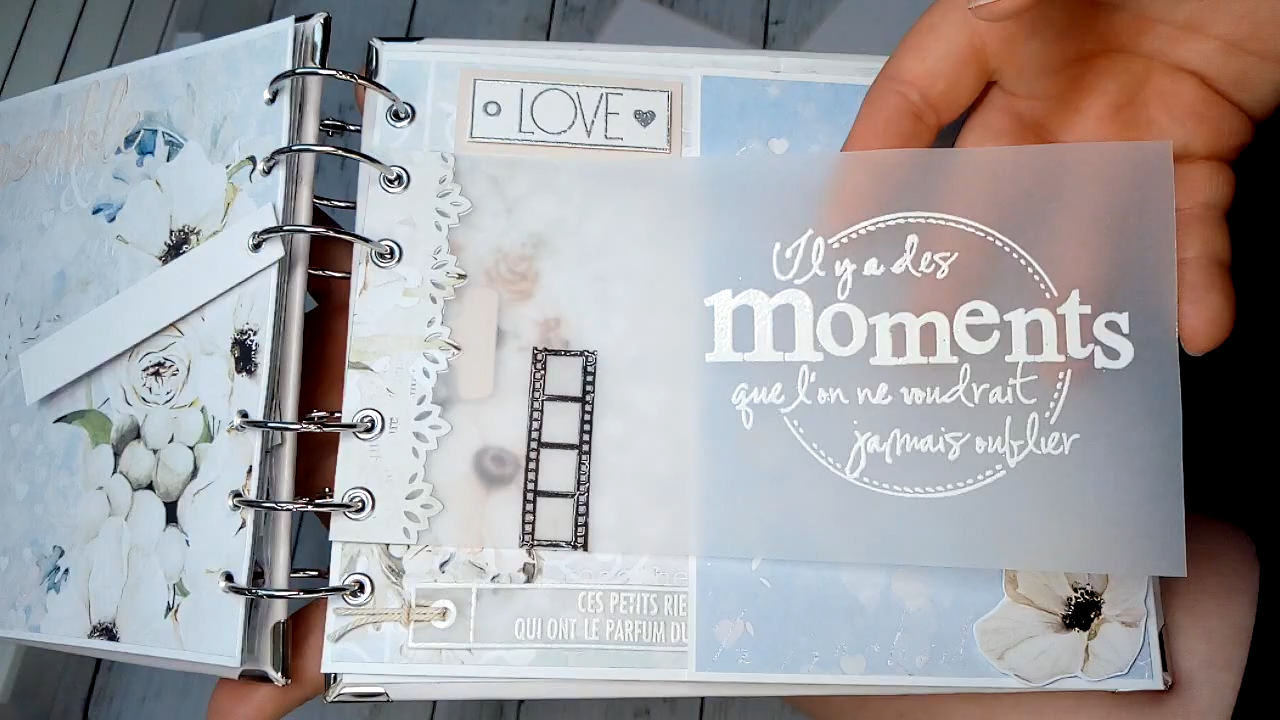 LOVE
Il y a des
moments
que l'on ne voudrait
jamais oublier
CES PETITS RIE
QUI ONT LE PARFUM DU